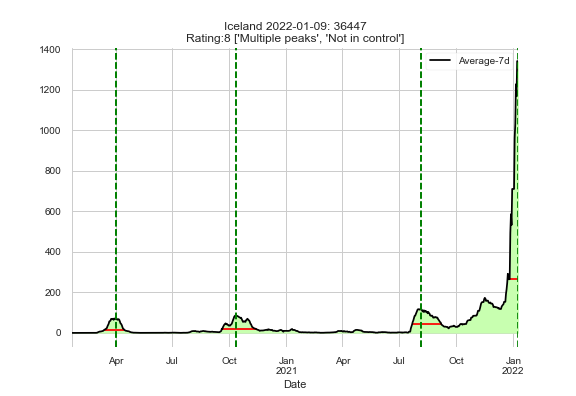 Iceland 2022-01-09: 36447
Rating:8 ['Multiple peaks', 'Not in control']
Average-7d
1400
1200
1000
800
600
400
200
0
Apr Jul Oct Jan Apr Jul Oct Jan
2021 2022
Date